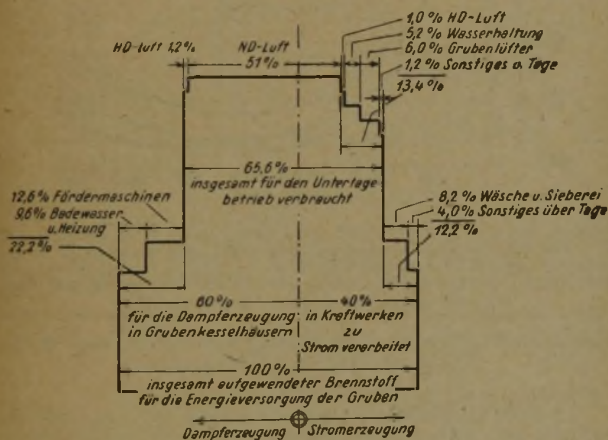 1,0 % HD-Luft
5,2 % Wasserhaltung
6,0 % Grubenlüfter
1,2 % Sonstiges u. Tage
13,4 %
HD-Luft 1,2 %
ND-Luft
51 %
65,6 %
insgesamt für den Untertage
betrieb verbraucht
12,6 % Fördermaschinen
9,6 % Badewasser
u. Heizung
22,2 %
8,2 % Wäsche u. Sieberei
4,0 % Sonstiges über Tage
12,2 %
60 %
für die Dampferzeugung
in Grubenkesselhäusern
40 %
in Kraftwerken
zu
Strom verarbeitet
100 %
insgesamt aufgewendeter Brennstoff
für die Energieversorgung der Gruben
Dampferzeugung
Stromerzeugung